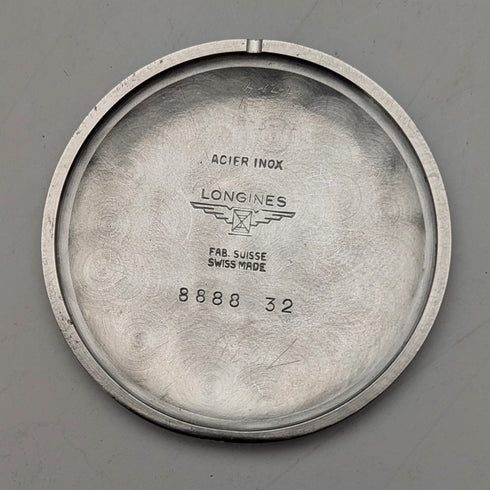 ACIER INOX
LONGINES
FAB. SUISSE
SWISS MADE
8888 32